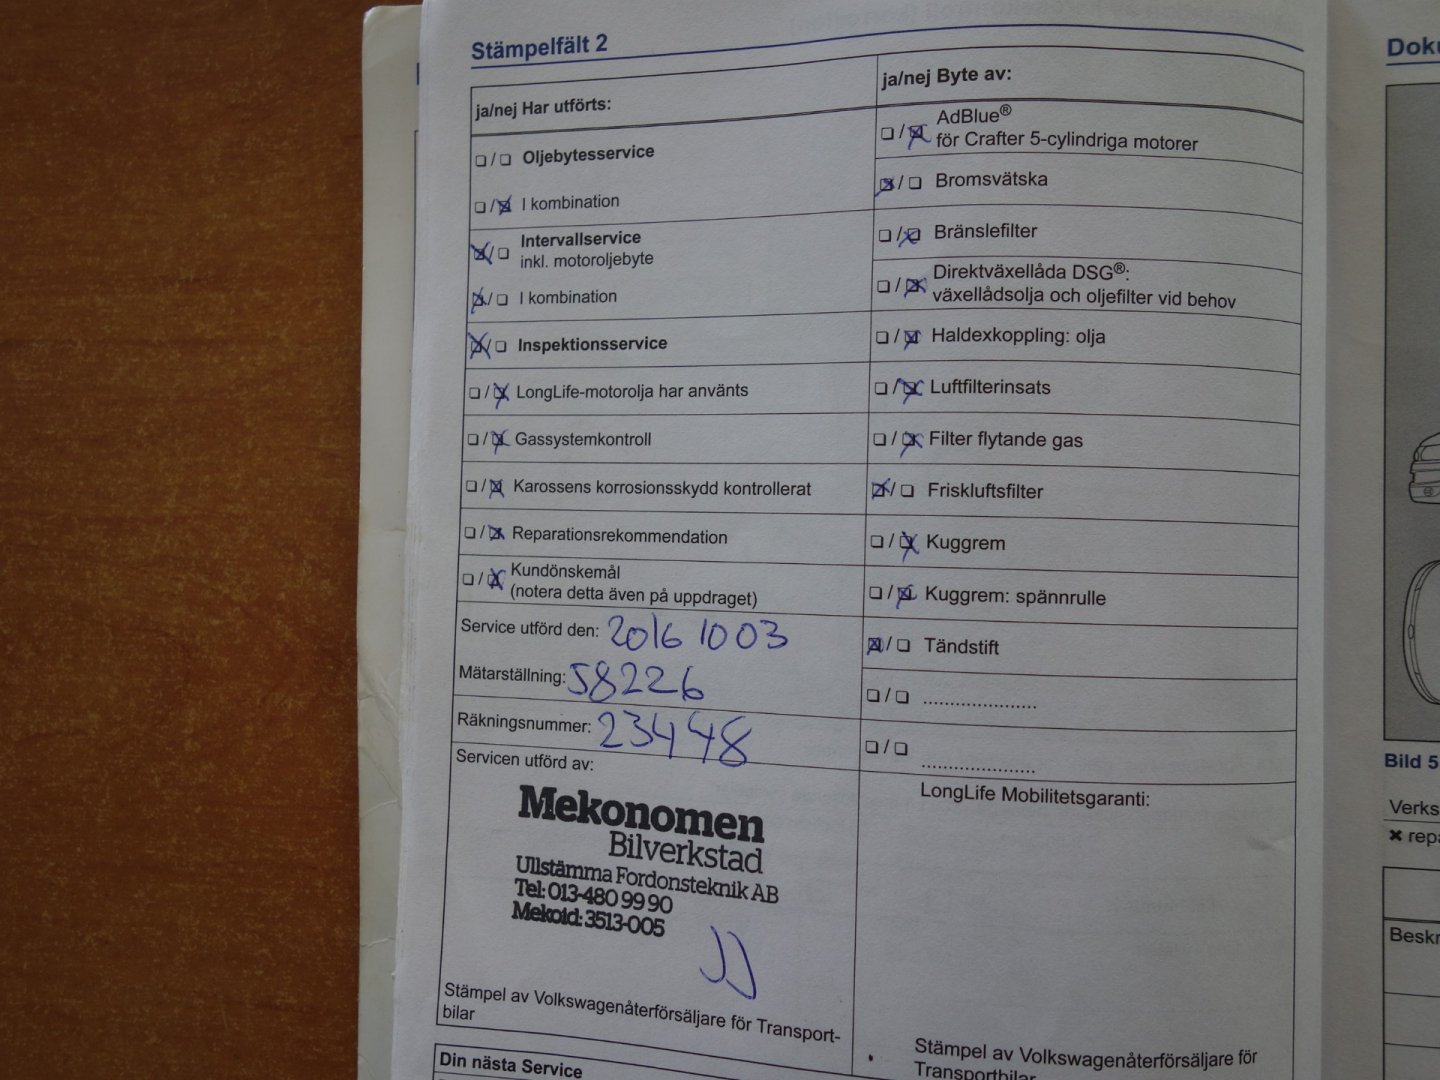 Stämpelfält 2
ja/nej Har utförts:
☐/☐ Oljebytesservice
☐/☒ I kombination
☒/☐ Intervallservice
inkl. motoroljebyte
☒/☐ I kombination
☒/☐ Inspektionsservice
☐/☒ LongLife-motorolja har använts
☐/☒ Gassystemkontroll
☐/☒ Karossens korrosionsskydd kontrollerat
☐/☒ Reparationsrekommendation
☐/☒ Kundönskemål
(notera detta även på uppdraget)
Service utförd den: 2016 10 03
Mätarställning: 58226
Räkningsnummer: 23448
Servicen utförd av:
Mekonomen
Bilverkstad
Ullstämma Fordonsteknik AB
Tel: 013-480 99 90
Mekoid: 3513-005
JJ
Stämpel av Volkswagenåterförsäljare för Transport-
bilar
Din nästa Service
ja/nej Byte av:
☐/☒ AdBlue®
för Crafter 5-cylindriga motorer
☒/☐ Bromsvätska
☐/☒ Bränslefilter
☐/☒ Direktväxellåda DSG®:
växellådsolja och oljefilter vid behov
☐/☒ Haldexkoppling: olja
☐/☒ Luftfilterinsats
☐/☒ Filter flytande gas
☒/☐ Friskluftsfilter
☐/☒ Kuggrem
☐/☒ Kuggrem: spännrulle
☒/☐ Tändstift
☐/☐ .....................
☐/☐ .....................
LongLife Mobilitetsgaranti:
Stämpel av Volkswagenåterförsäljare för
Transportbilar
Doku
Bild 5
Verks
✖ repa
Beskr